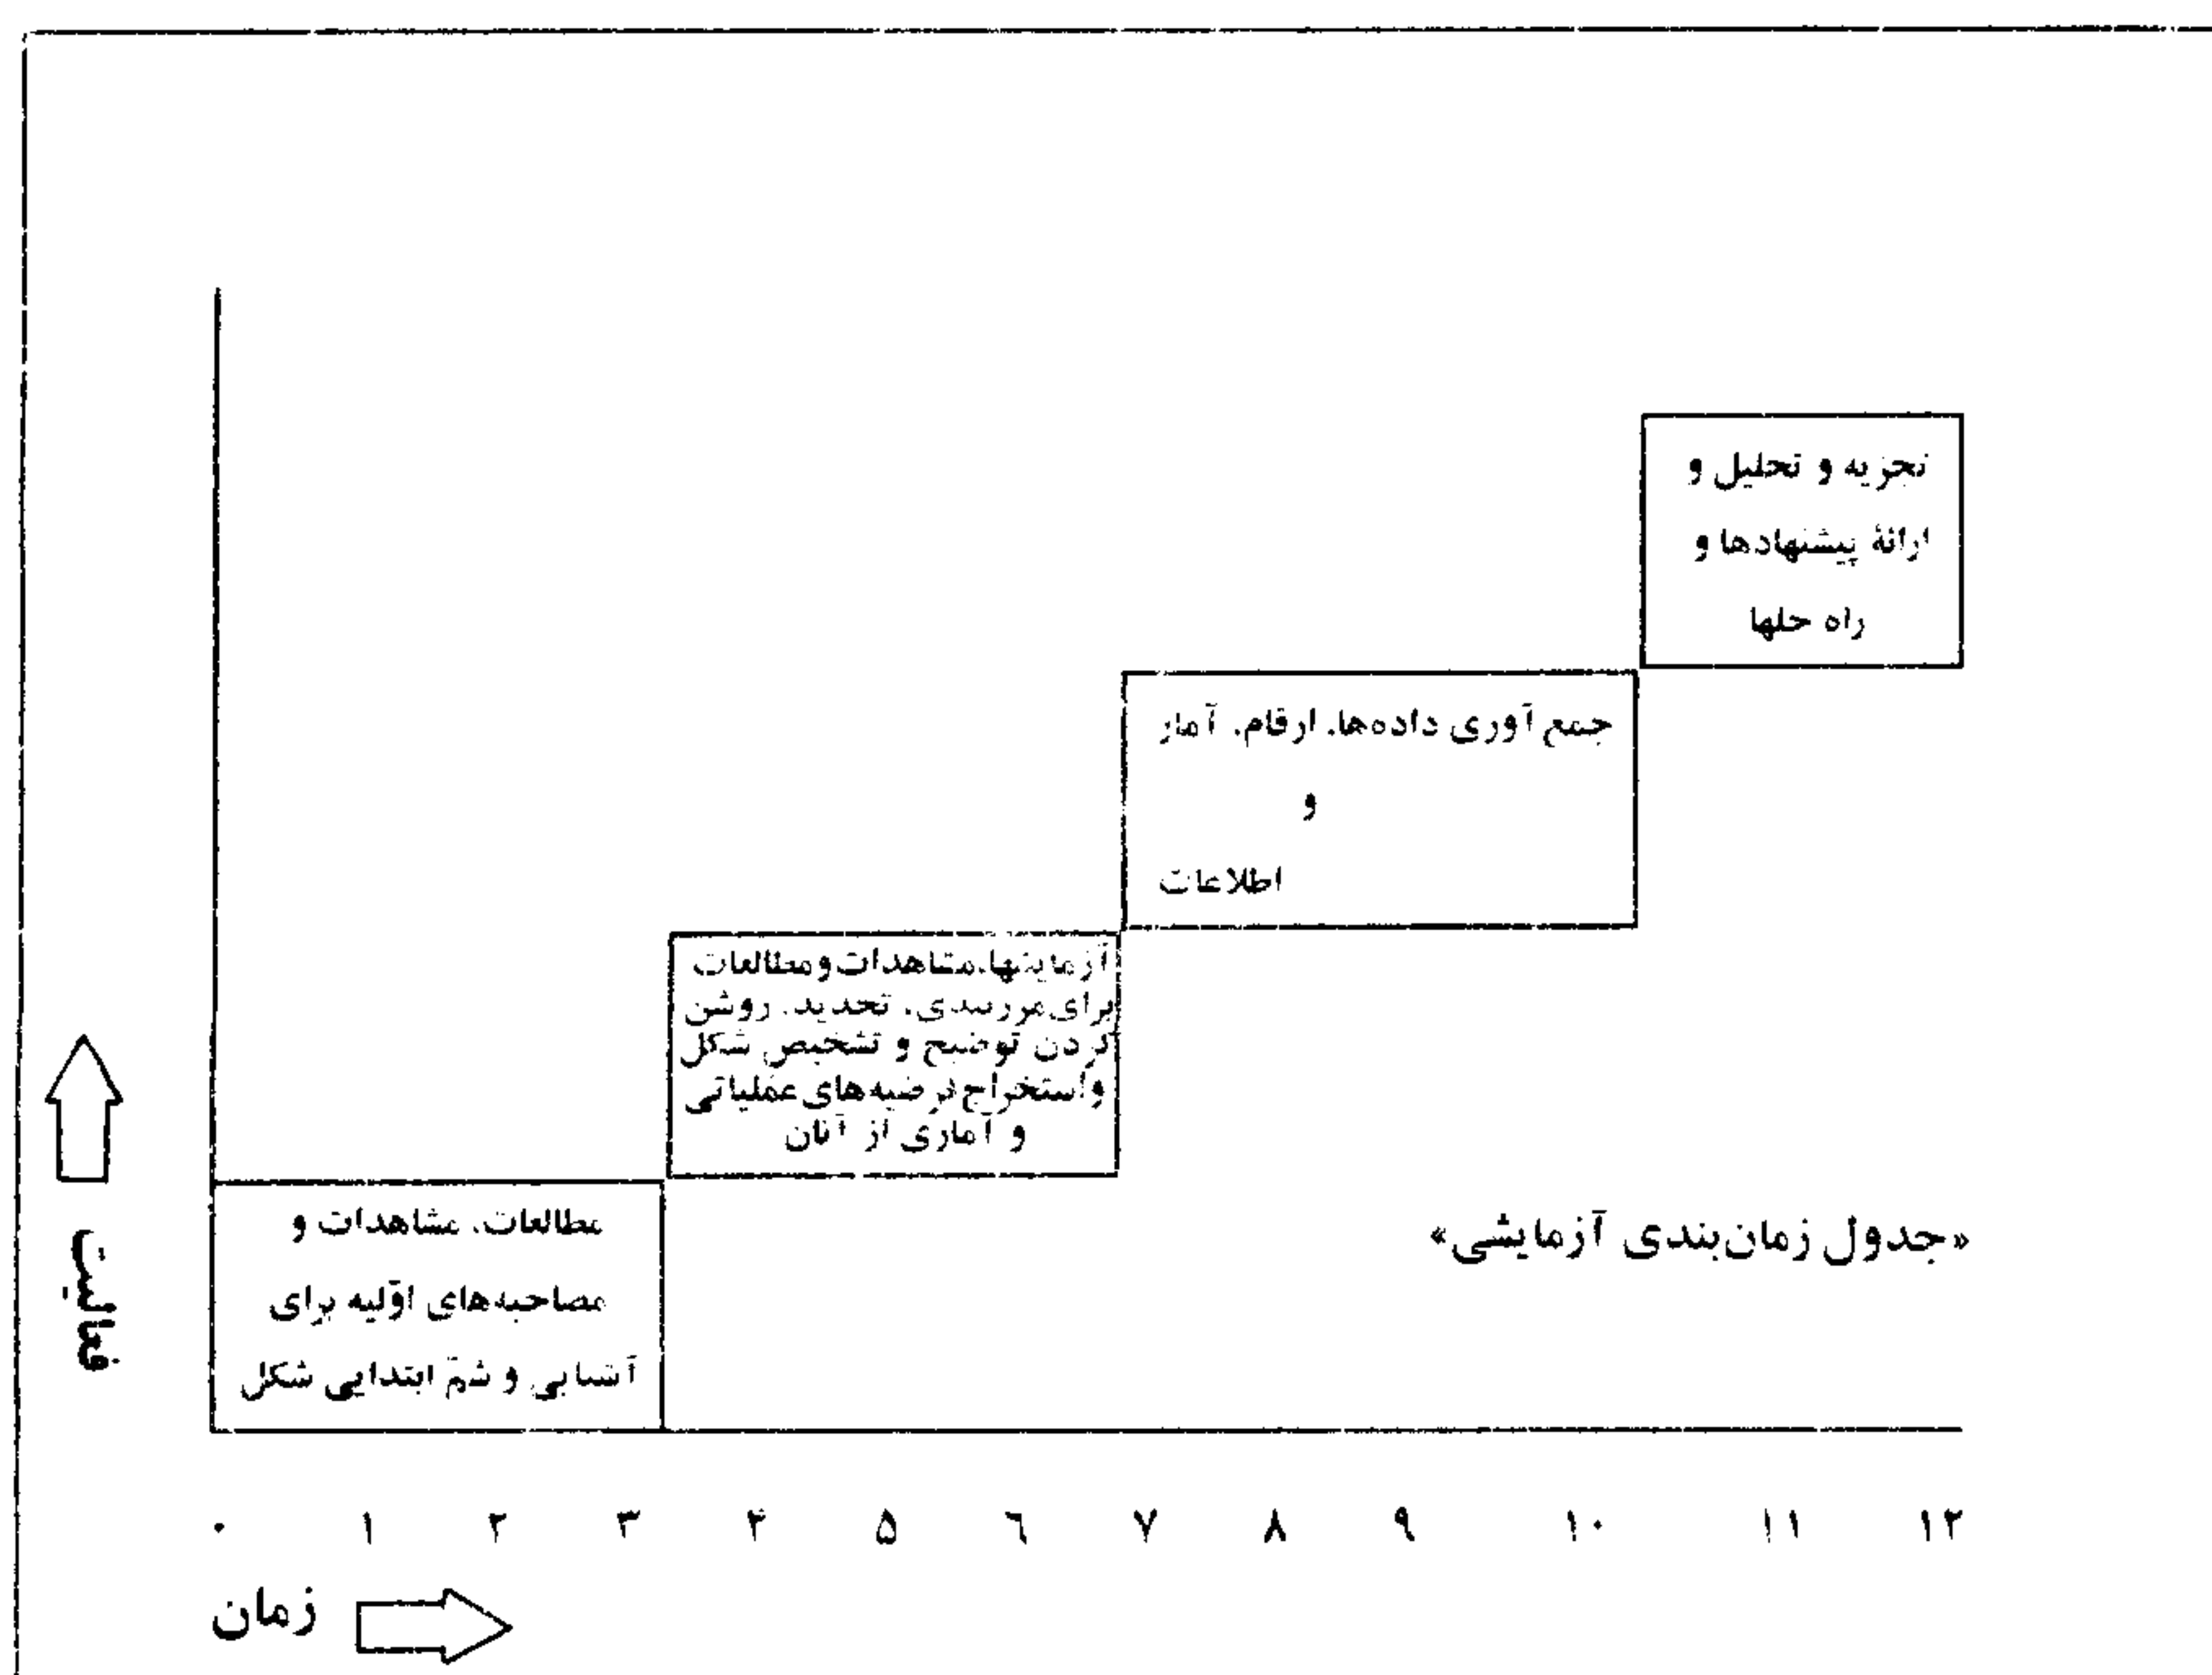 تجزیه و تحلیل و
ارائهٔ پیشنهادها و
راه حلها
جمع آوری داده‌ها، ارقام، آمار
و
اطلاعات
آزمایشها، مشاهدات و مطالعات
برای مرزبندی، تحدید، روشن
کردن توضیح و تشخیص شکل
و استخراج فرضیه‌های عملیاتی
و آماری از آنان
مطالعات، مشاهدات و
مصاحبه‌های اوّلیه برای
آشنایی و شمّ ابتدایی شکل
«جدول زمان‌بندی آزمایشی»
فعالیت
۰ ۱ ۲ ۳ ۴ ۵ ۶ ۷ ۸ ۹ ۱۰ ۱۱ ۱۲
زمان